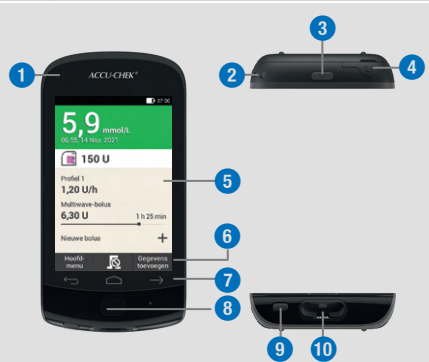 ACCU-CHEK®
07:00
5,9 mmol/L
06:55, 14 Nov 2021
150 U
Profiel 1
1,20 U/h
Multiwave-bolus
6,30 U 1 h 25 min
Nieuwe bolus +
Hoofd-
menu
Gegevens
toevoegen
1
2
3
4
5
6
7
8
9
10